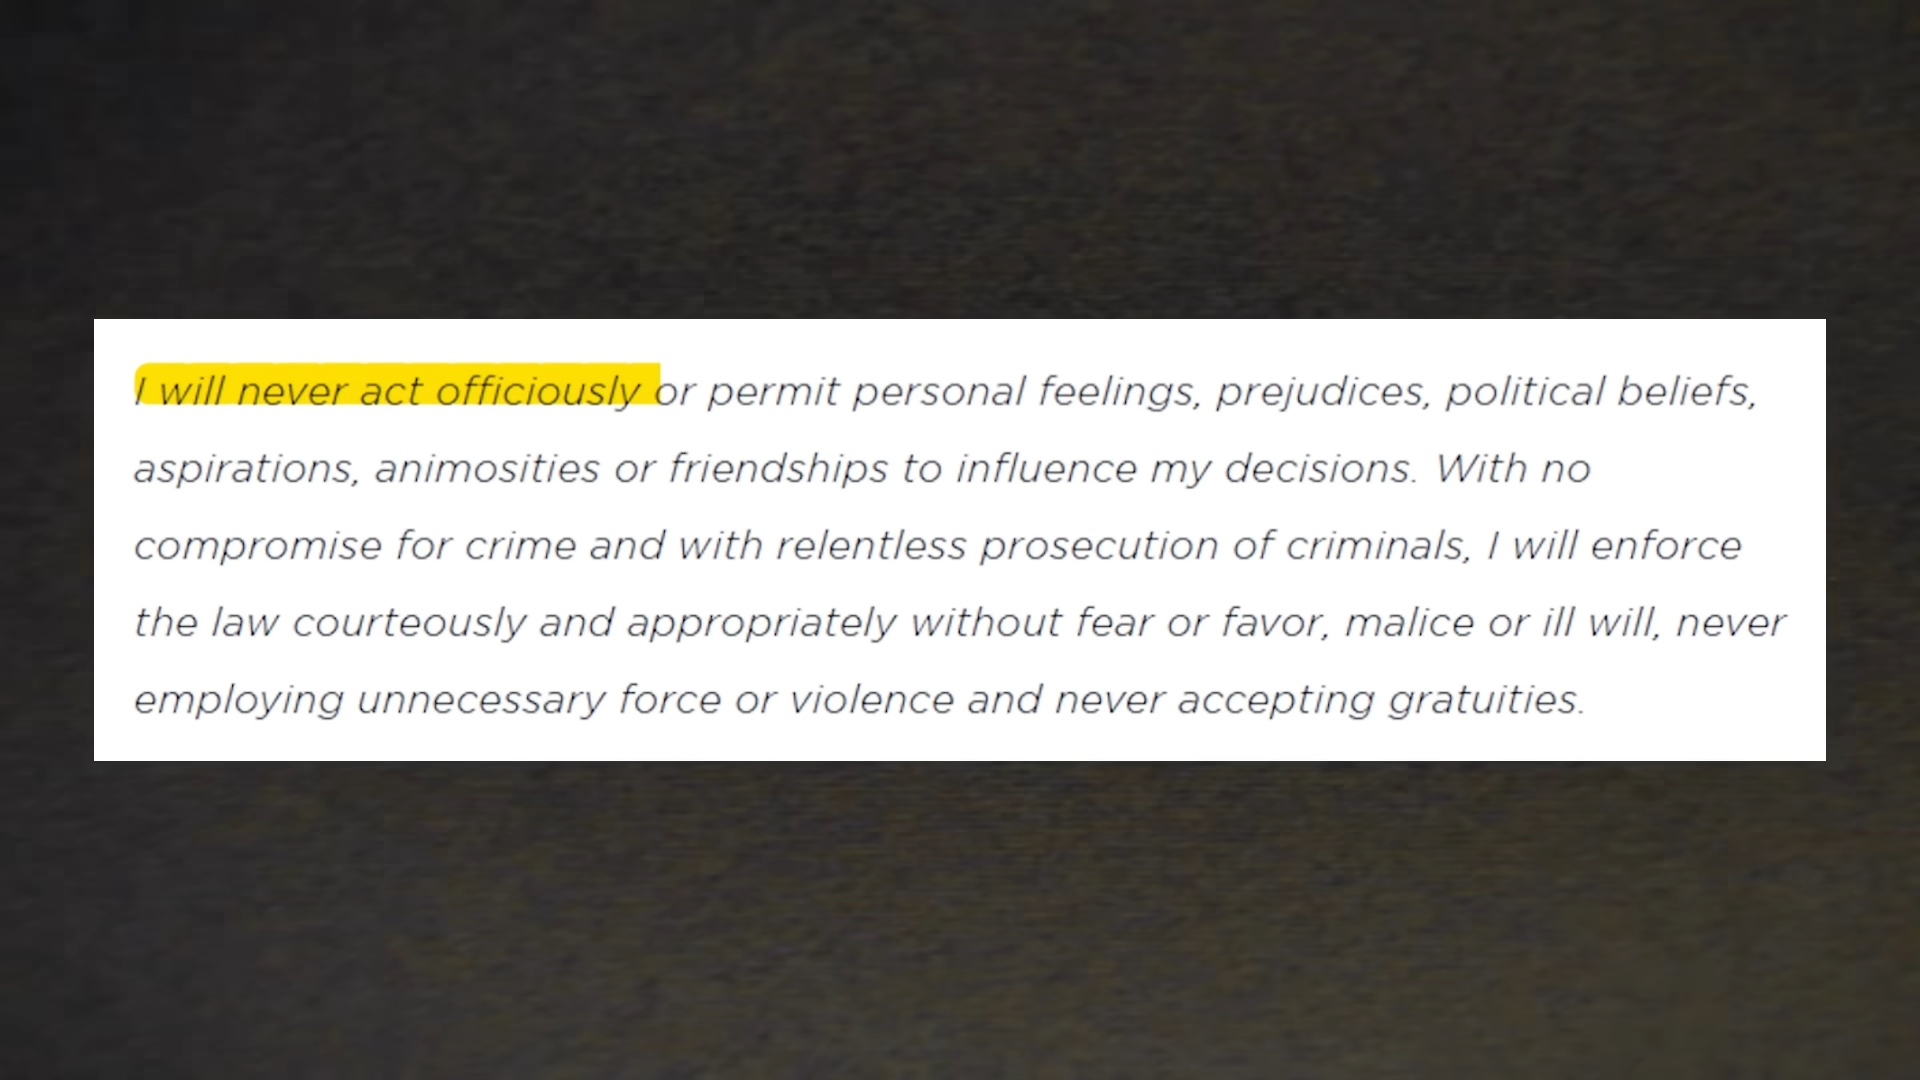 I will never act officiously or permit personal feelings, prejudices, political beliefs,
aspirations, animosities or friendships to influence my decisions. With no
compromise for crime and with relentless prosecution of criminals, I will enforce
the law courteously and appropriately without fear or favor, malice or ill will, never
employing unnecessary force or violence and never accepting gratuities.